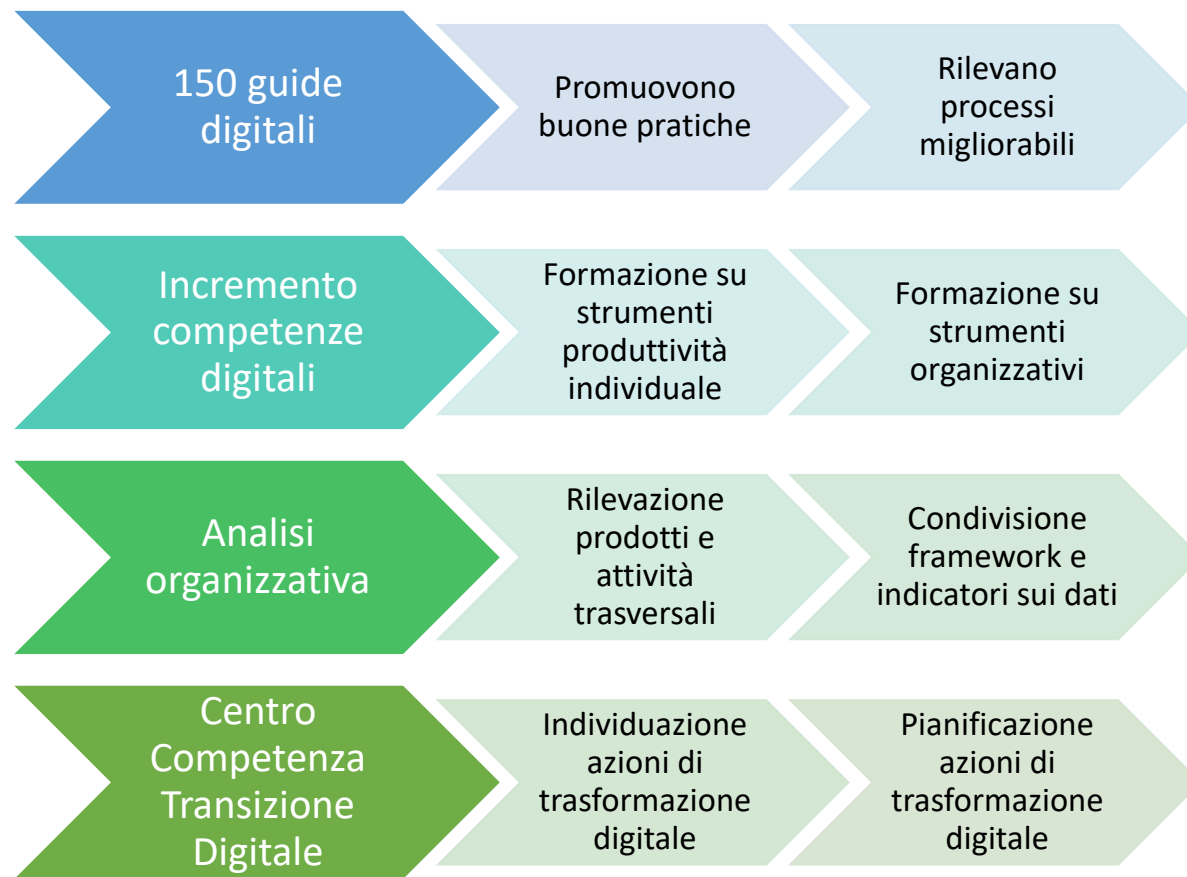 150 guide
digitali
Promuovono
buone pratiche
Rilevano
processi
migliorabili
Incremento
competenze
digitali
Formazione su
strumenti
produttività
individuale
Formazione su
strumenti
organizzativi
Analisi
organizzativa
Rilevazione
prodotti e
attività
trasversali
Condivisione
framework e
indicatori sui dati
Centro
Competenza
Transizione
Digitale
Individuazione
azioni di
trasformazione
digitale
Pianificazione
azioni di
trasformazione
digitale